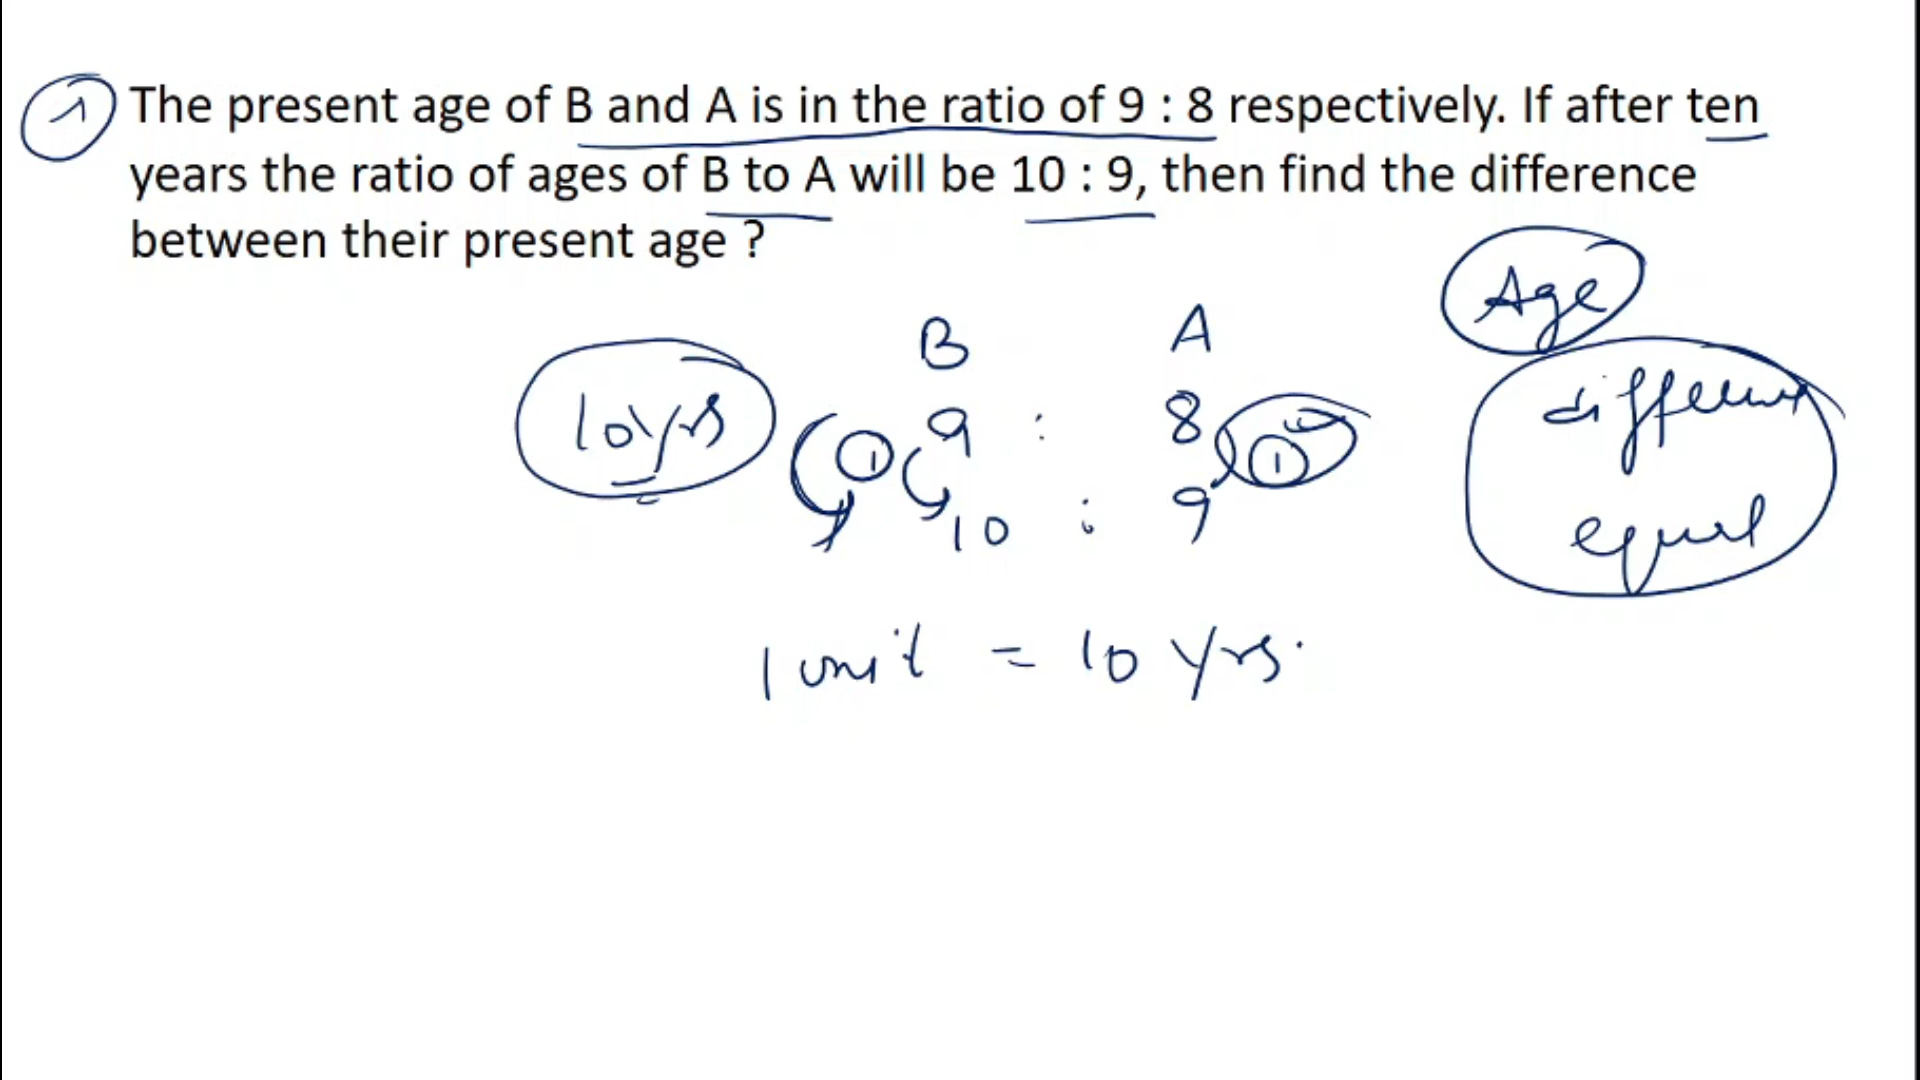 1 The present age of B and A is in the ratio of 9 : 8 respectively. If after ten
years the ratio of ages of B to A will be 10 : 9, then find the difference
between their present age ?
Age
B A
10yrs 1 9 : 8 1
10 : 9
different
equal
1 unit = 10 yrs.